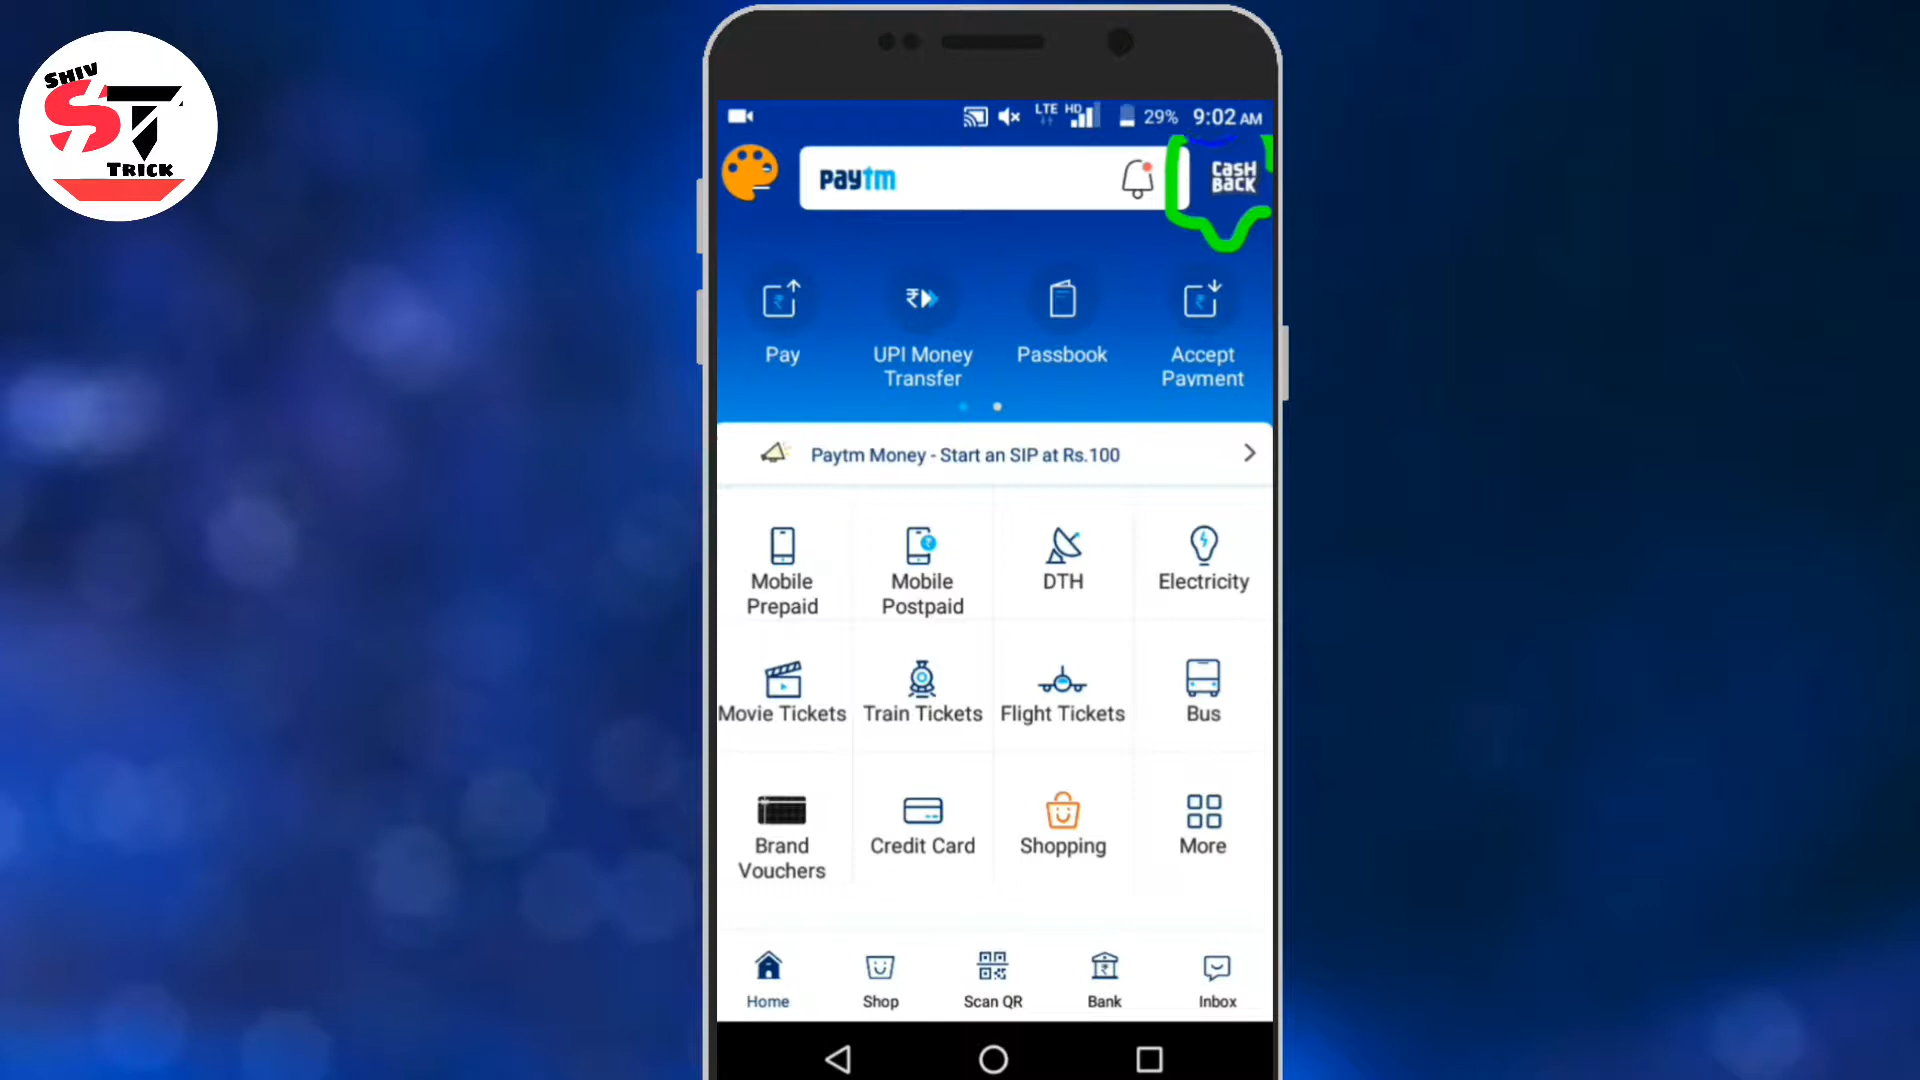 SHIV
ST
TRICK
LTE HD 29% 9:02 AM
paytm
CASH
BACK
Pay
UPI Money
Transfer
Passbook
Accept
Payment
Paytm Money - Start an SIP at Rs.100
Mobile
Prepaid
Mobile
Postpaid
DTH
Electricity
Movie Tickets
Train Tickets
Flight Tickets
Bus
Brand
Vouchers
Credit Card
Shopping
More
Home
Shop
Scan QR
Bank
Inbox